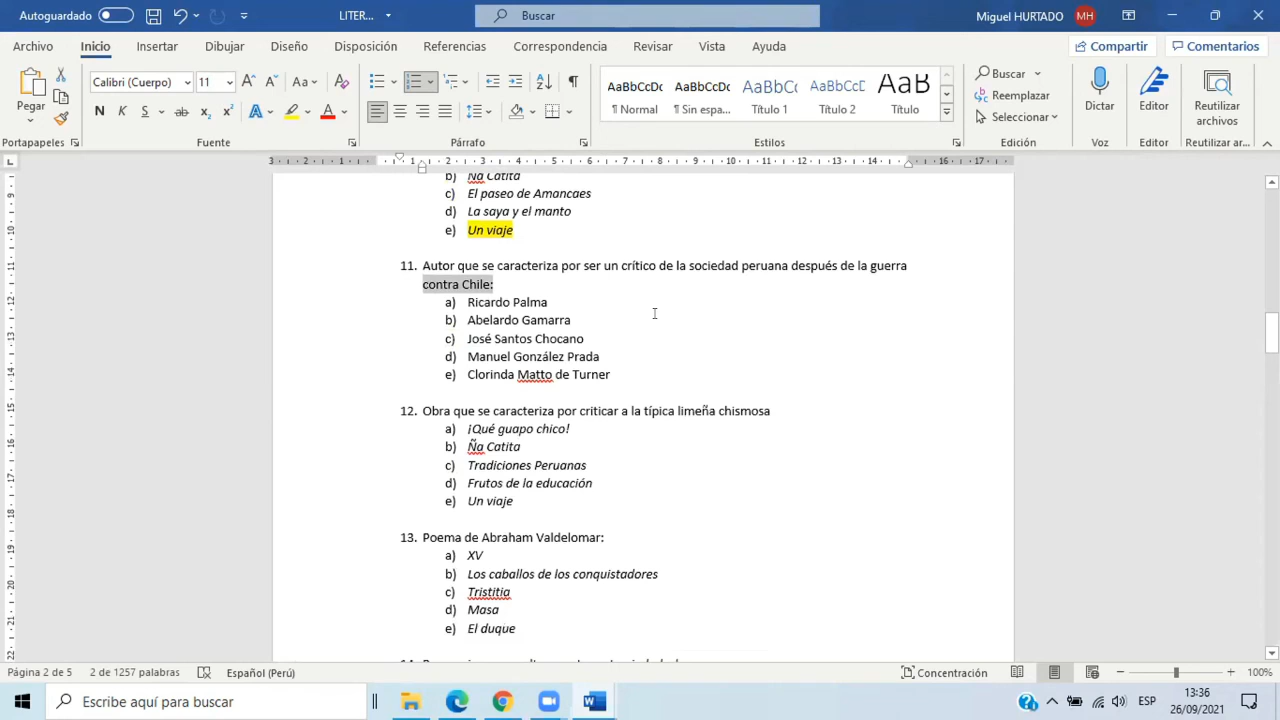 Autoguardado
LITER...
Buscar
Miguel HURTADO
MH
Archivo
Inicio
Insertar
Dibujar
Diseño
Disposición
Referencias
Correspondencia
Revisar
Vista
Ayuda
Compartir
Comentarios
Pegar
Calibri (Cuerpo)
11
AaBbCcDc
¶ Normal
AaBbCcDc
¶ Sin espa...
AaBbCc
Título 1
AaBbCcD
Título 2
AaB
Título
Buscar
Reemplazar
Seleccionar
Dictar
Editor
Reutilizar archivos
Portapapeles
Fuente
Párrafo
Estilos
Edición
Voz
Editor
Reutilizar ar...
b) Ña Catita
c) El paseo de Amancaes
d) La saya y el manto
e) Un viaje
11. Autor que se caracteriza por ser un crítico de la sociedad peruana después de la guerra
contra Chile:
a) Ricardo Palma
b) Abelardo Gamarra
c) José Santos Chocano
d) Manuel González Prada
e) Clorinda Matto de Turner
12. Obra que se caracteriza por criticar a la típica limeña chismosa
a) ¡Qué guapo chico!
b) Ña Catita
c) Tradiciones Peruanas
d) Frutos de la educación
e) Un viaje
13. Poema de Abraham Valdelomar:
a) XV
b) Los caballos de los conquistadores
c) Tristitia
d) Masa
e) El duque
Página 2 de 5
2 de 1257 palabras
Español (Perú)
Concentración
100%
Escribe aquí para buscar
ESP
13:36
26/09/2021